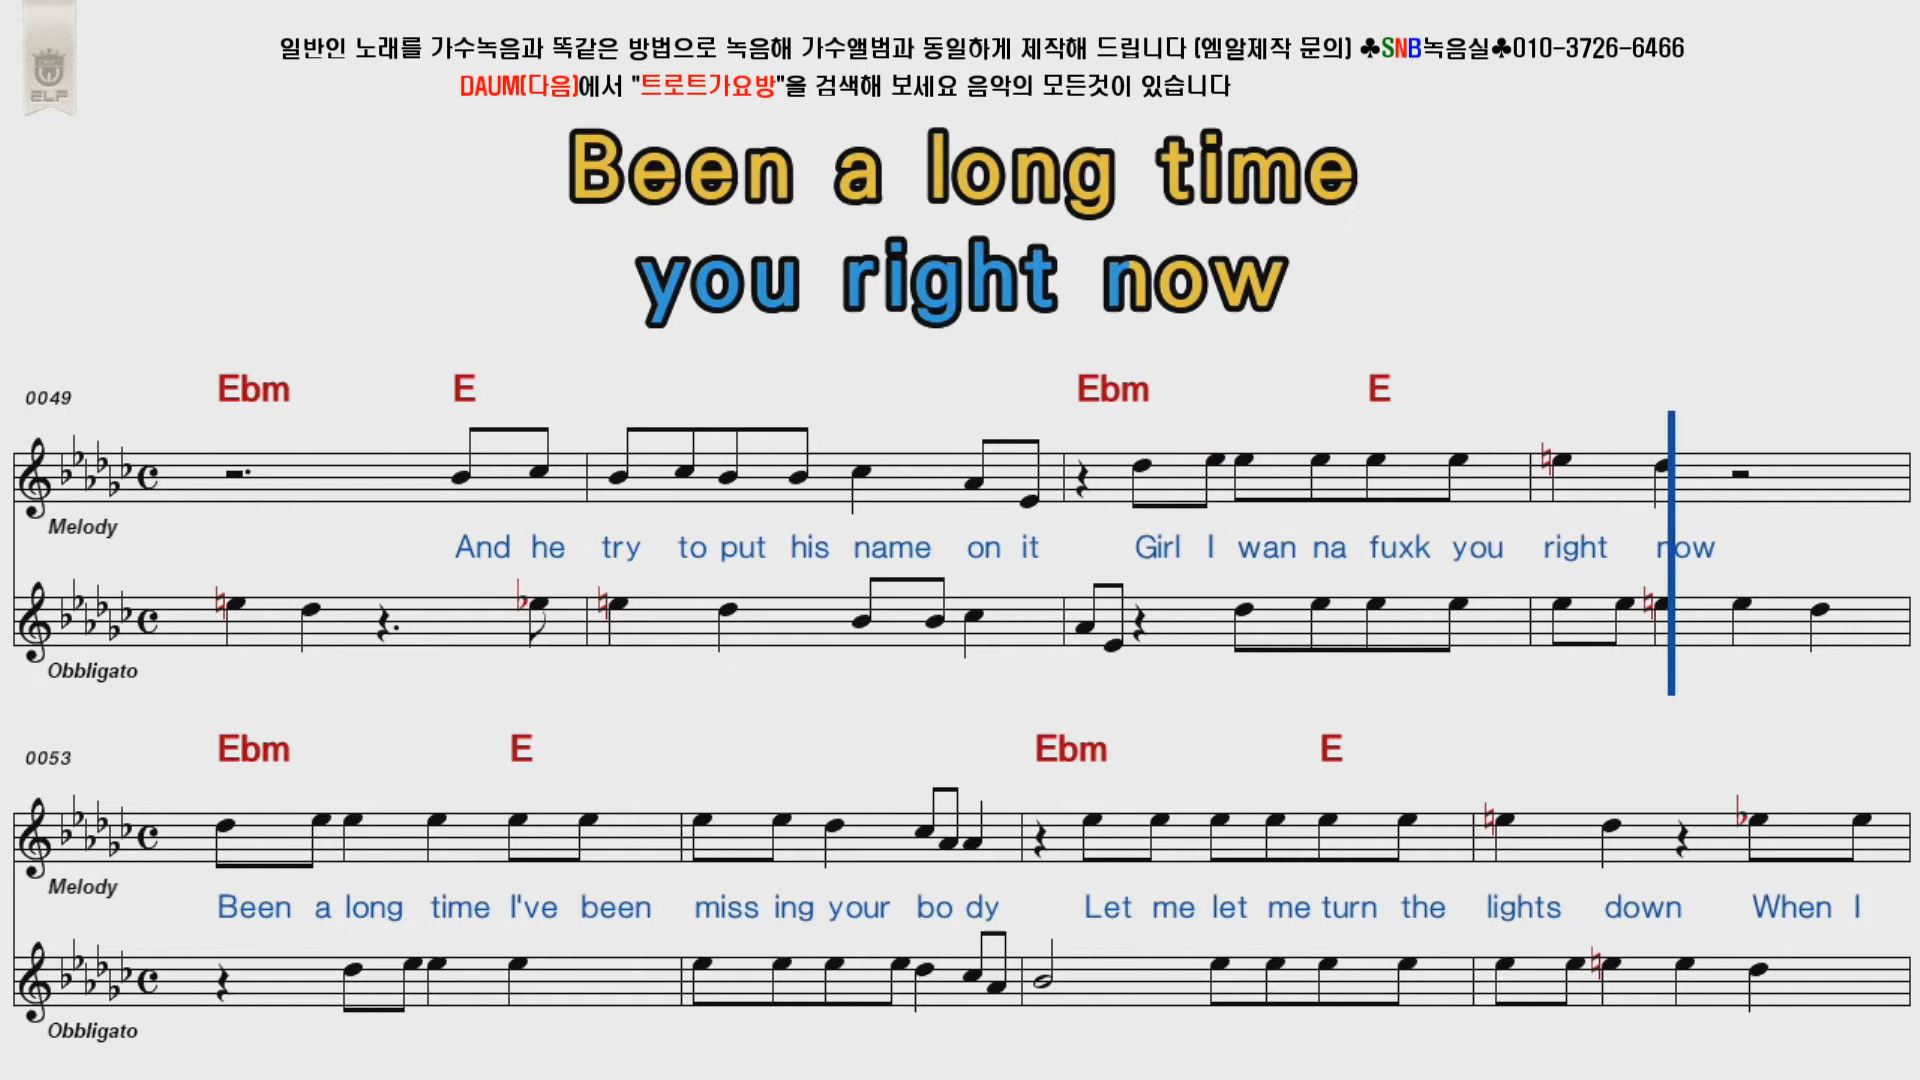 일반인 노래를 가수녹음과 똑같은 방법으로 녹음해 가수앨범과 동일하게 제작해 드립니다 (엠알제작 문의) ♣SNB녹음실♣010-3726-6466
ELF
DAUM(다음)에서 "트로트가요방"을 검색해 보세요 음악의 모든것이 있습니다
Been a long time
you right now
0049 Ebm E Ebm E
Melody
And he try to put his name on it Girl I wan na fuxk you right now
Obbligato
0053 Ebm E Ebm E
Melody
Been a long time I've been miss ing your bo dy Let me let me turn the lights down When I
Obbligato